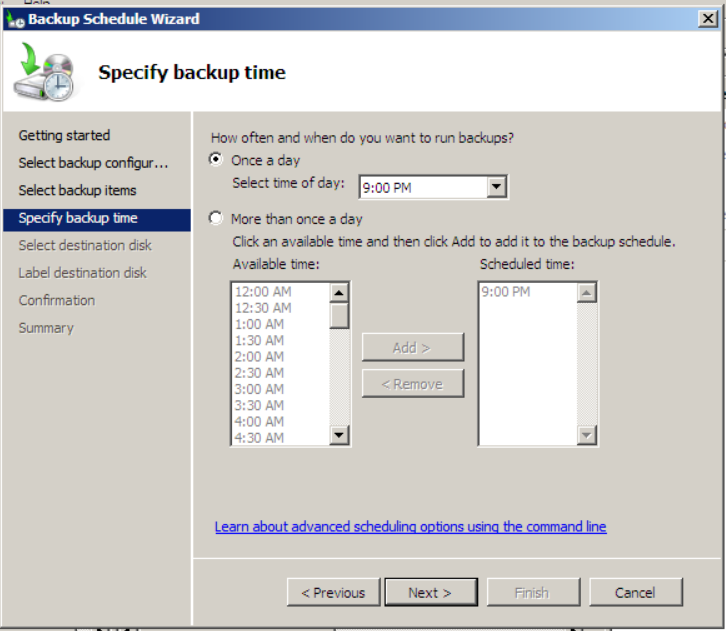 Help
Backup Schedule Wizard
Specify backup time
Getting started
Select backup configur...
Select backup items
Specify backup time
Select destination disk
Label destination disk
Confirmation
Summary
How often and when do you want to run backups?
Once a day
Select time of day: 9:00 PM
More than once a day
Click an available time and then click Add to add it to the backup schedule.
Available time: Scheduled time:
12:00 AM 9:00 PM
12:30 AM
1:00 AM
1:30 AM
2:00 AM
2:30 AM
3:00 AM
3:30 AM
4:00 AM
4:30 AM
Add >
< Remove
Learn about advanced scheduling options using the command line
< Previous Next > Finish Cancel